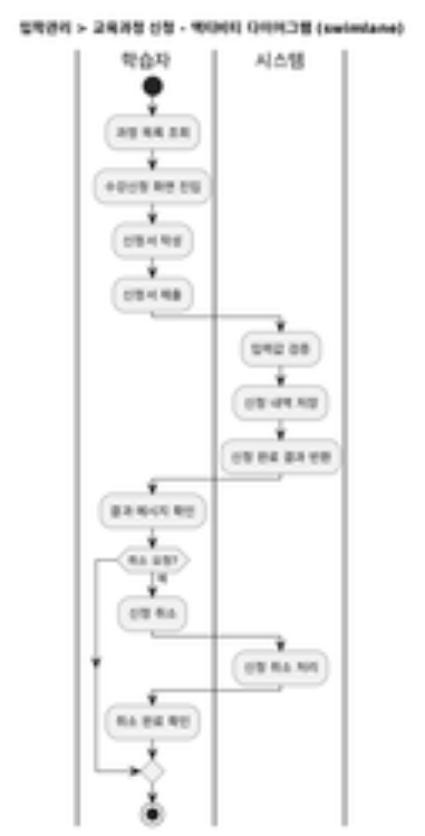 입학관리 > 교육과정 신청 - 액티비티 다이어그램 (swimlane)
학습자
시스템
과정 목록 조회
수강신청 화면 진입
신청서 작성
신청서 제출
입력값 검증
신청 내역 저장
신청 완료 결과 반환
결과 메시지 확인
취소 요청?
예
신청 취소
신청 취소 처리
취소 완료 확인